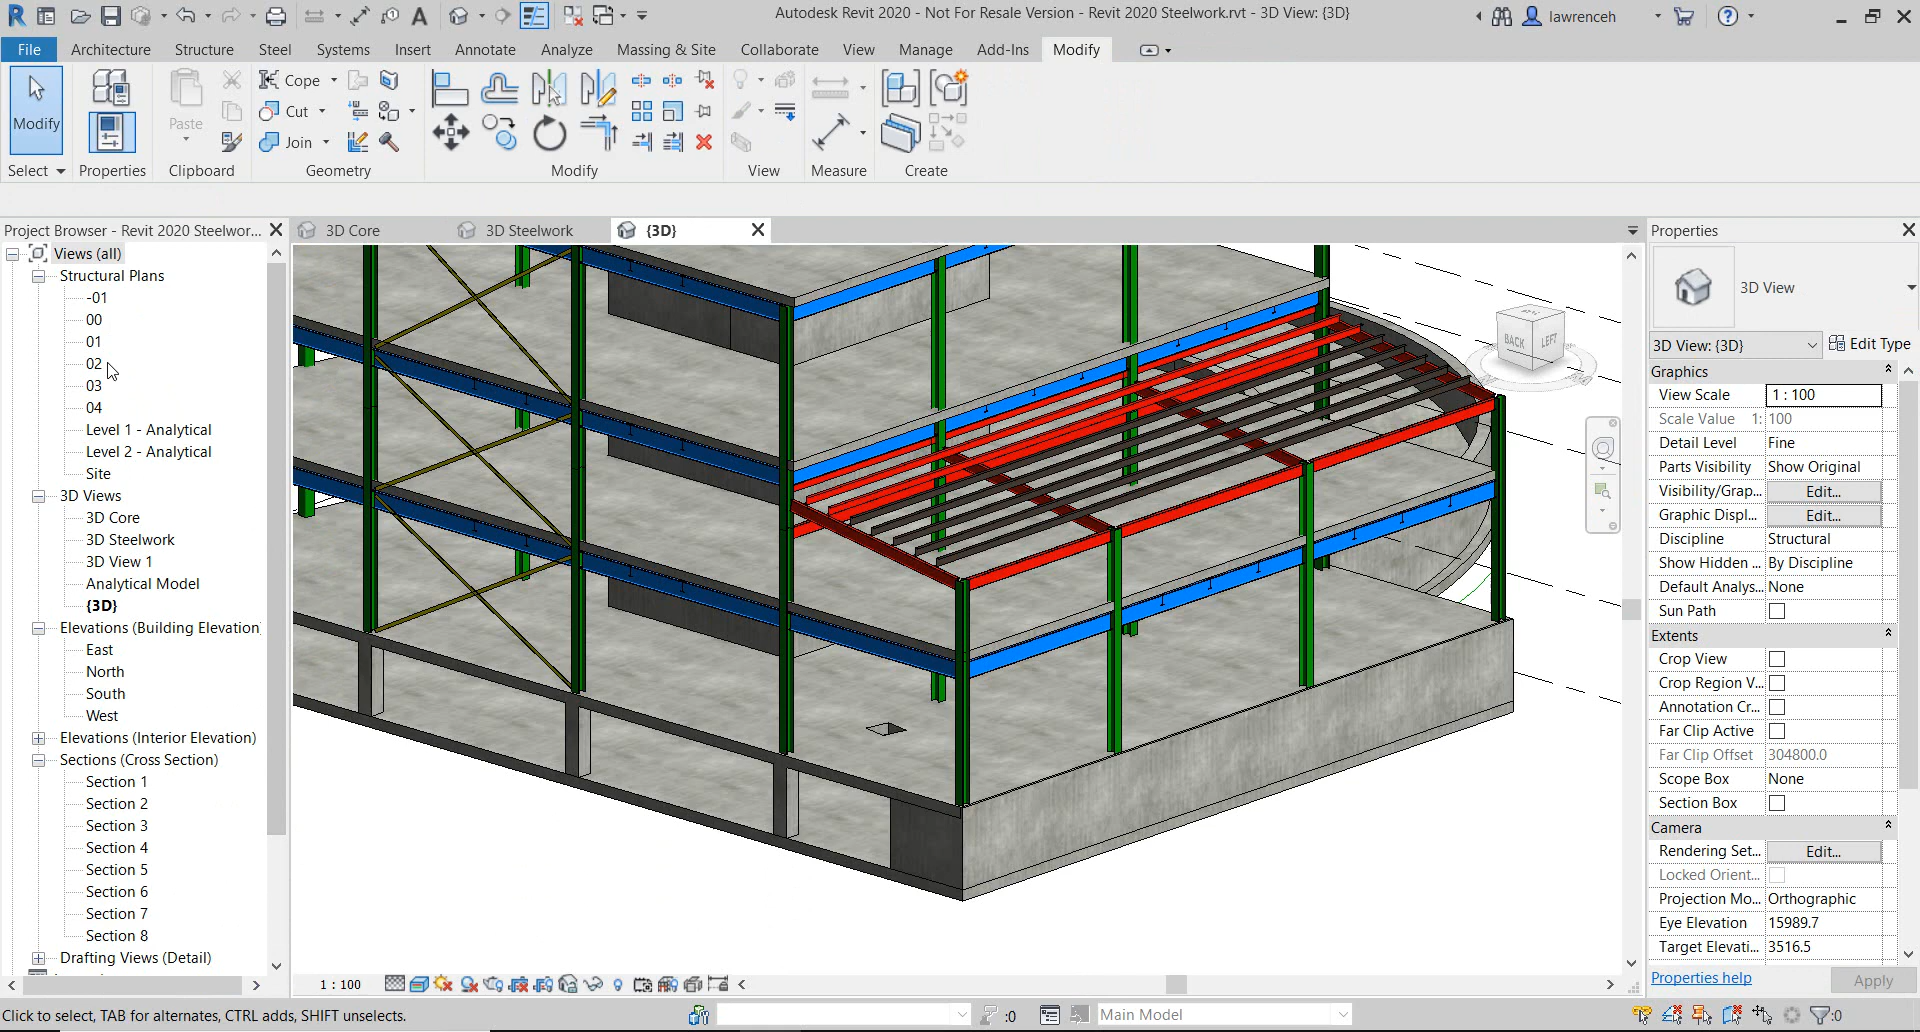 Autodesk Revit 2020 - Not For Resale Version - Revit 2020 Steelwork.rvt - 3D View: {3D}
lawrenceh
File Architecture Structure Steel Systems Insert Annotate Analyze Massing & Site Collaborate View Manage Add-Ins Modify
Modify
Paste
Cope
Cut
Join
Select Properties Clipboard Geometry Modify View Measure Create
Project Browser - Revit 2020 Steelwor...
3D Core
3D Steelwork
{3D}
Views (all)
Structural Plans
-01
00
01
02
03
04
Level 1 - Analytical
Level 2 - Analytical
Site
3D Views
3D Core
3D Steelwork
3D View 1
Analytical Model
{3D}
Elevations (Building Elevation
East
North
South
West
Elevations (Interior Elevation)
Sections (Cross Section)
Section 1
Section 2
Section 3
Section 4
Section 5
Section 6
Section 7
Section 8
Drafting Views (Detail)
BACK LEFT
Properties
3D View
3D View: {3D} Edit Type
Graphics
View Scale 1 : 100
Scale Value 1: 100
Detail Level Fine
Parts Visibility Show Original
Visibility/Grap... Edit...
Graphic Displ... Edit...
Discipline Structural
Show Hidden ... By Discipline
Default Analys... None
Sun Path
Extents
Crop View
Crop Region V...
Annotation Cr...
Far Clip Active
Far Clip Offset 304800.0
Scope Box None
Section Box
Camera
Rendering Set... Edit...
Locked Orient...
Projection Mo... Orthographic
Eye Elevation 15989.7
Target Elevati... 3516.5
Properties help Apply
1 : 100
Click to select, TAB for alternates, CTRL adds, SHIFT unselects.
:0
Main Model
:0